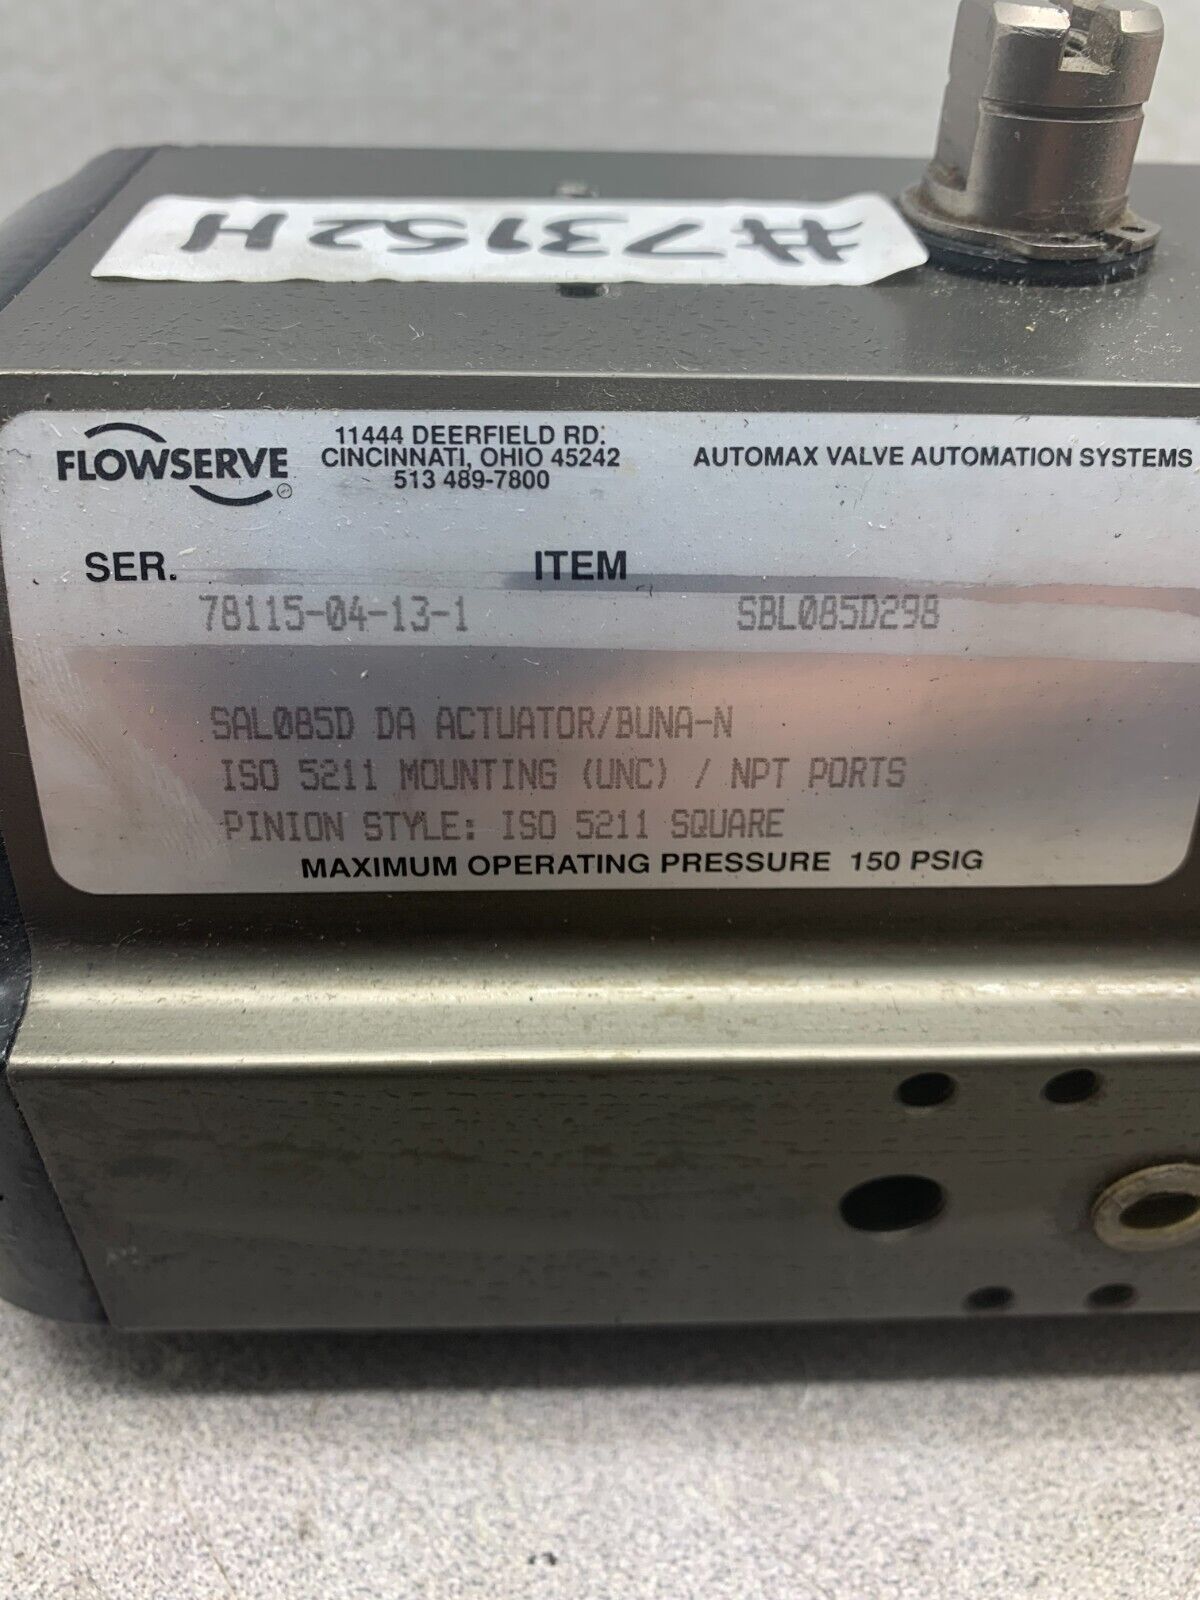 #73152H
FLOWSERVE
11444 DEERFIELD RD.
CINCINNATI, OHIO 45242
513 489-7800
AUTOMAX VALVE AUTOMATION SYSTEMS
SER.
ITEM
78115-04-13-1
SBL085D298
SAL085D DA ACTUATOR/BUNA-N
ISO 5211 MOUNTING (UNC) / NPT PORTS
PINION STYLE: ISO 5211 SQUARE
MAXIMUM OPERATING PRESSURE 150 PSIG